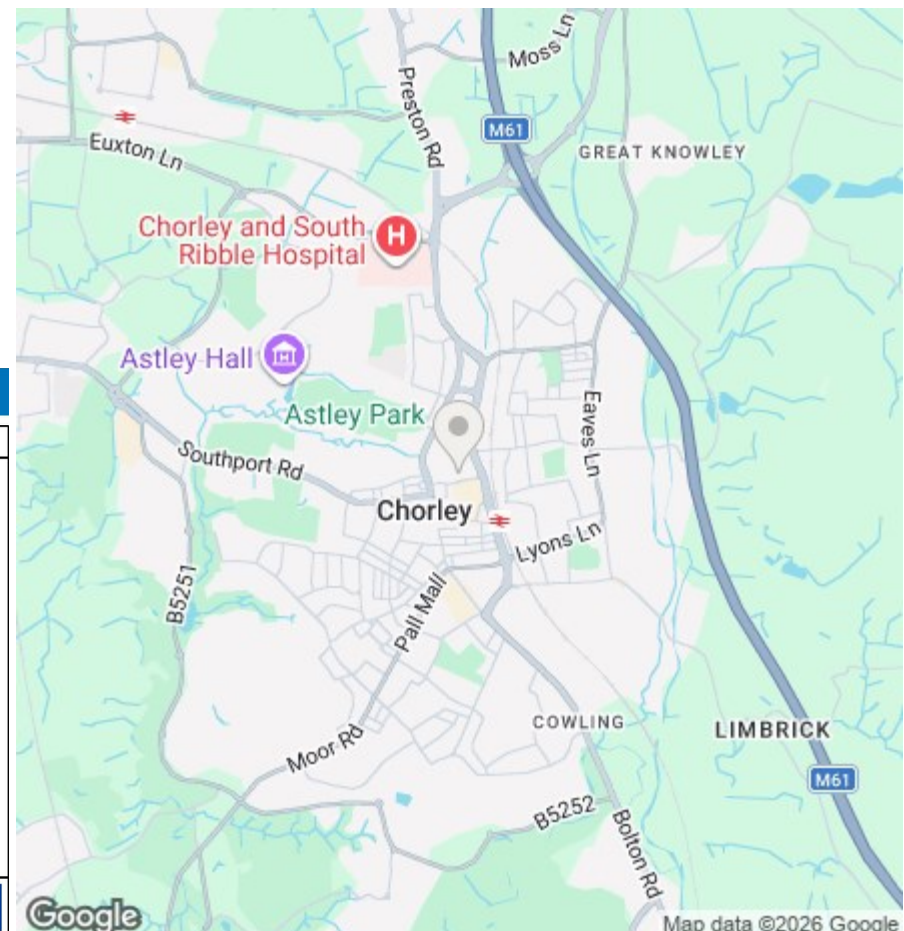 Moss Ln
Preston Rd
M61
GREAT KNOWLEY
Euxton Ln
Chorley and South
Ribble Hospital
H
Astley Hall
Astley Park
Eaves Ln
Southport Rd
Chorley
Lyons Ln
B5251
Pall Mall
COWLING
LIMBRICK
Moor Rd
M61
B5252
Bolton Rd
Google
Map data ©2026 Google